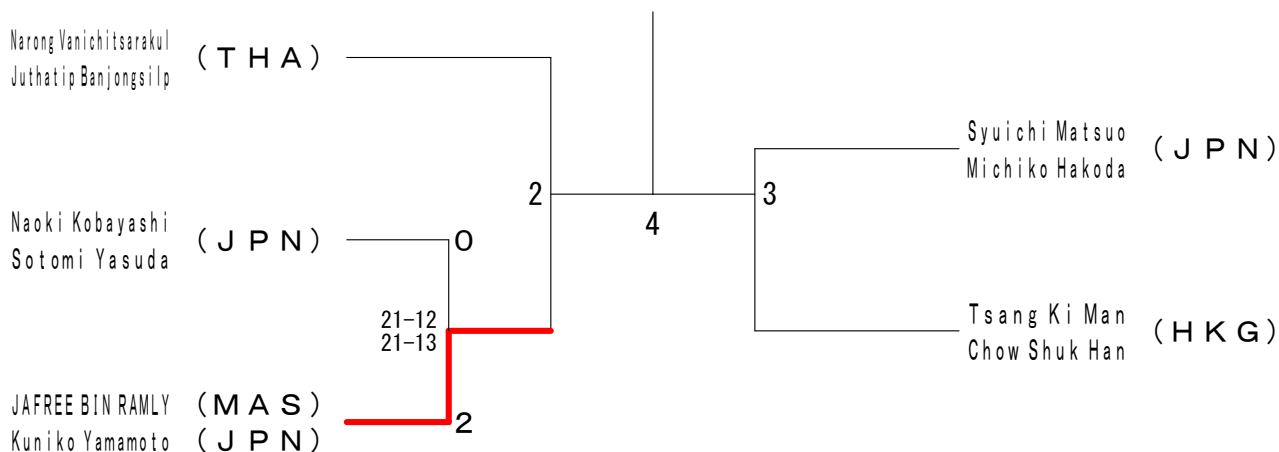 Narong Vanichitsarakul
Juthatip Banjongsilp
(THA)
Naoki Kobayashi
Sotomi Yasuda
(JPN)
JAFREE BIN RAMLY (MAS)
Kuniko Yamamoto (JPN)
0
21-12
21-13
2
2
4
3
Syuichi Matsuo
Michiko Hakoda
(JPN)
Tsang Ki Man
Chow Shuk Han
(HKG)